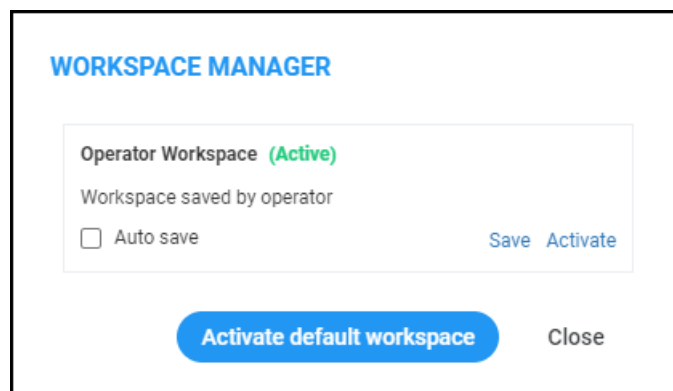 WORKSPACE MANAGER
Operator Workspace (Active)
Workspace saved by operator
Auto save Save Activate
Activate default workspace Close